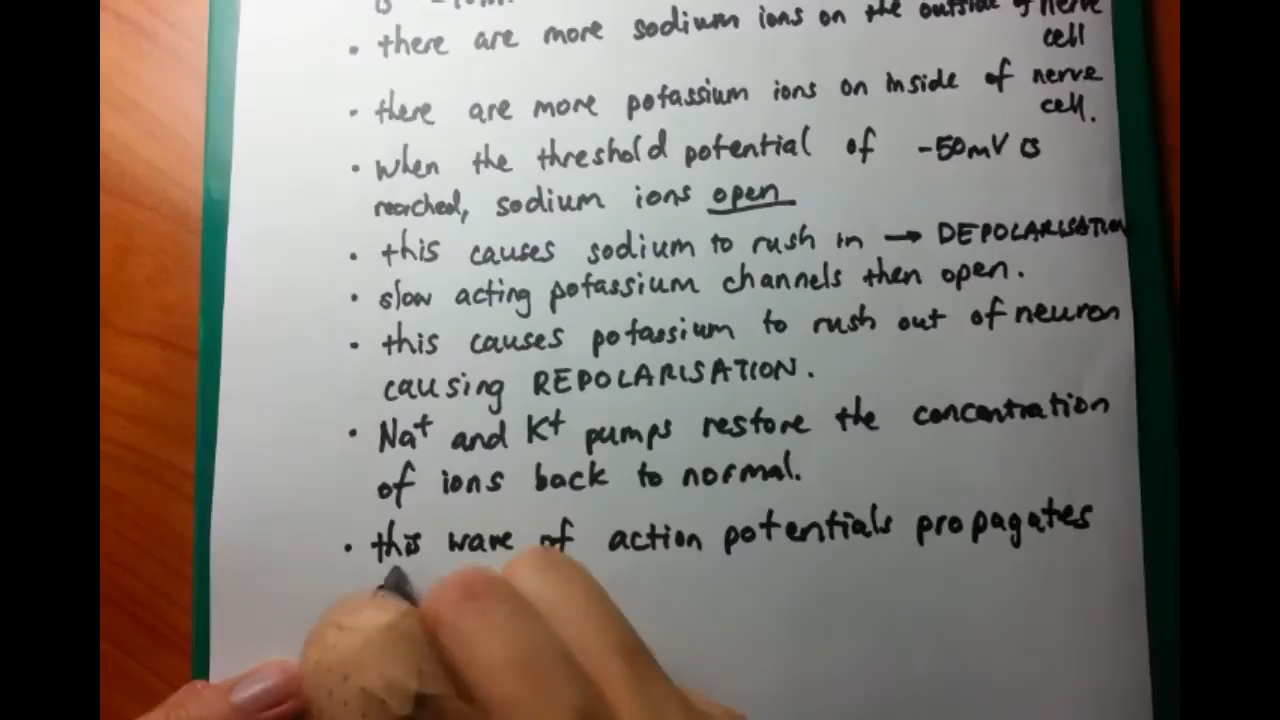 is -70mV.
• there are more sodium ions on the outside of nerve
cell
• there are more potassium ions on inside of nerve
cell.
• when the threshold potential of -50mV is
reached, sodium ions open
• this causes sodium to rush in → DEPOLARISATION
• slow acting potassium channels then open.
• this causes potassium to rush out of neuron
causing REPOLARISATION.
• Na+ and K+ pumps restore the concentration
of ions back to normal.
• this wave of action potentials propagates